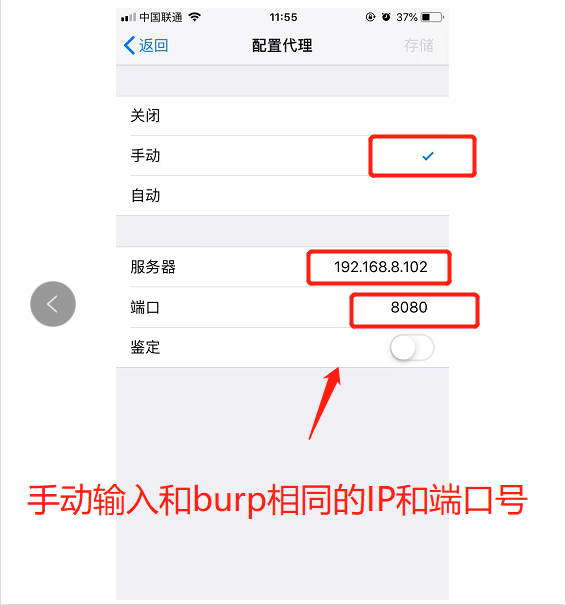 中国联通 11:55 37%
返回 配置代理 存储
关闭
手动
自动
服务器 192.168.8.102
端口 8080
鉴定
手动输入和burp相同的IP和端口号